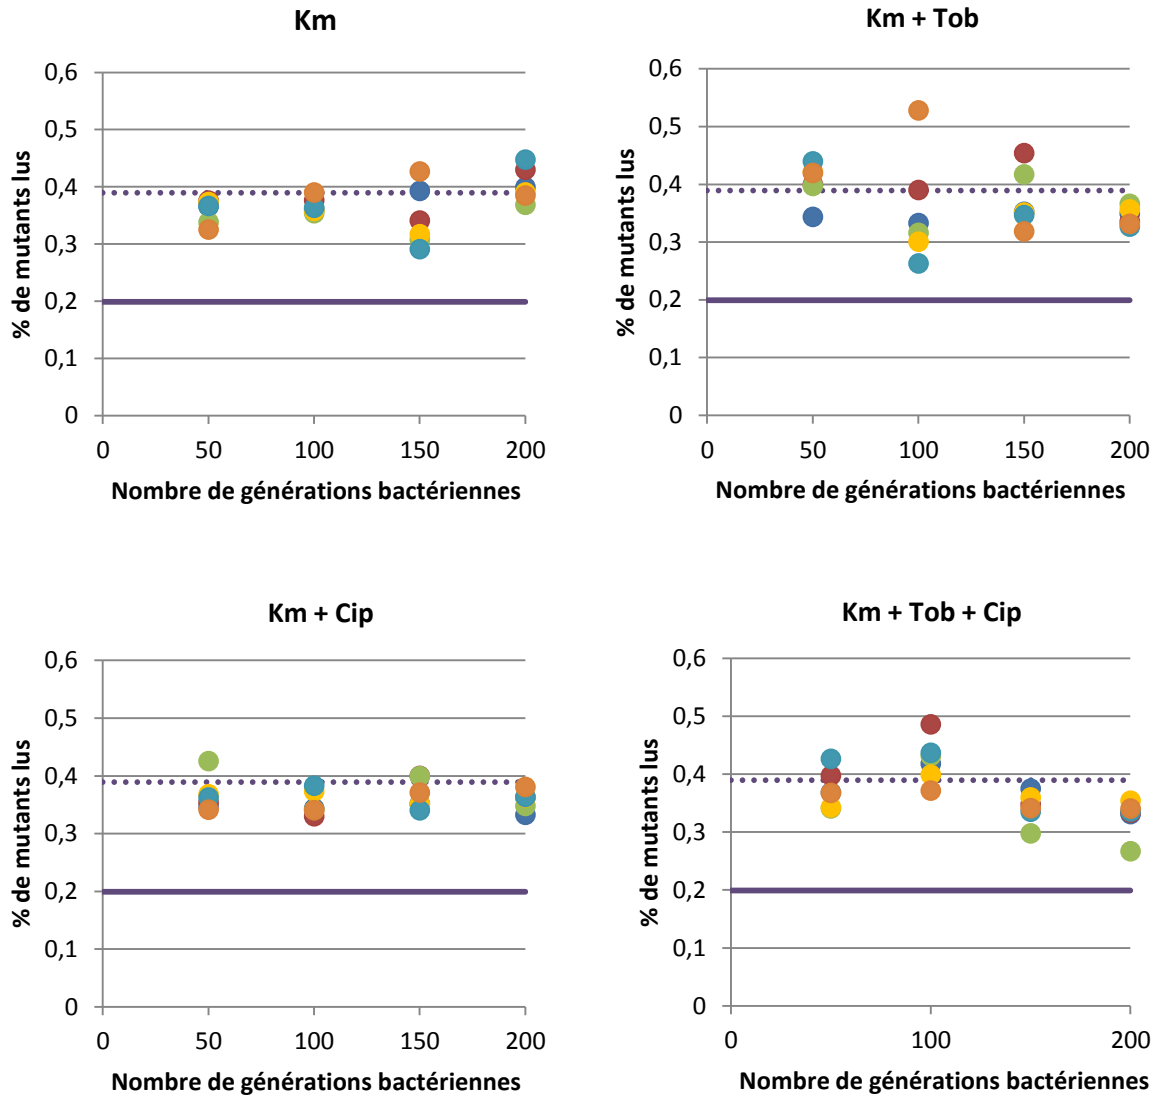 Km
0,6
0,5
0,4
0,3
0,2
0,1
0
% de mutants lus
0 50 100 150 200
Nombre de générations bactériennes
Km + Tob
0,6
0,5
0,4
0,3
0,2
0,1
0
% de mutants lus
0 50 100 150 200
Nombre de générations bactériennes
Km + Cip
0,6
0,5
0,4
0,3
0,2
0,1
0
% de mutants lus
0 50 100 150 200
Nombre de générations bactériennes
Km + Tob + Cip
0,6
0,5
0,4
0,3
0,2
0,1
0
% de mutants lus
0 100 200
Nombre de générations bactériennes